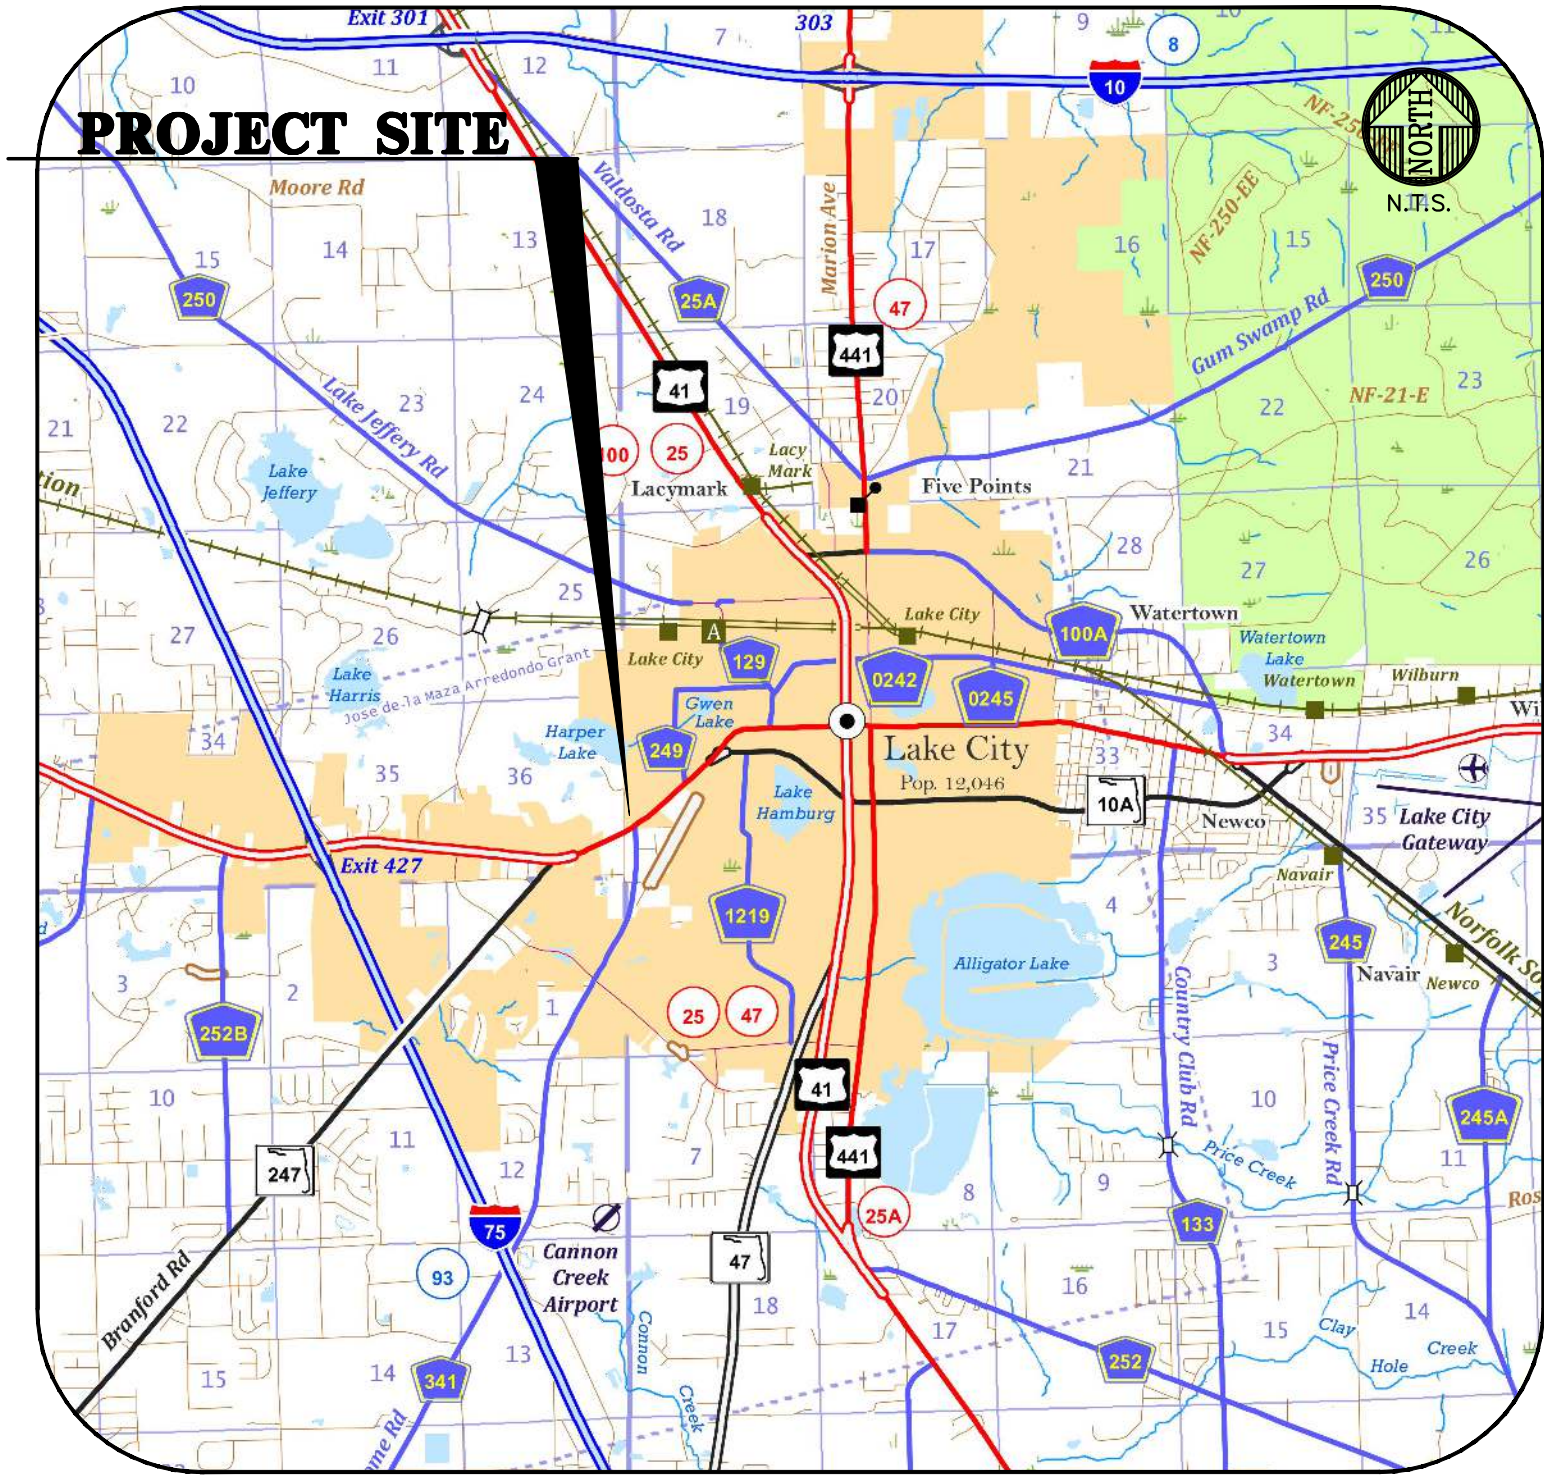 Exit 301
303
7
9
8
10
11
12
10
PROJECT SITE
NORTH
N.T.S.
Moore Rd
Valdosta Rd
Marion Ave
NF-250-EE
14
13
18
17
16
15
15
250
25A
47
250
Gum Swamp Rd
441
41
Lake Jeffery Rd
23
24
19
20
22
NF-21-E
23
21
22
100
25
Lacy
Mark
Lacymark
Five Points
21
Lake
Jeffery
28
27
26
25
Lake City
100A
Watertown
27
26
Lake City
A
129
0242
0245
Watertown
Lake
Watertown
Wilburn
Lake
Harris
Jose de la Maza Arredondo Grant
Gwen
Lake
Harper
Lake
249
34
35
36
Lake City
Pop. 12,046
33
34
Lake
Hamburg
10A
Newco
35
Lake City
Gateway
Exit 427
Navair
1219
4
245
Norfolk So
Alligator Lake
3
Navair
Newco
3
2
1
252B
25
47
Country Club Rd
Price Creek Rd
41
10
10
245A
11
12
7
441
Price Creek
11
247
8
9
Ros
75
25A
133
Cannon
Creek
Airport
93
47
Branford Rd
18
16
14
17
15
Clay
Hole
Creek
Connon
Creek
13
14
15
341
252
ome Rd